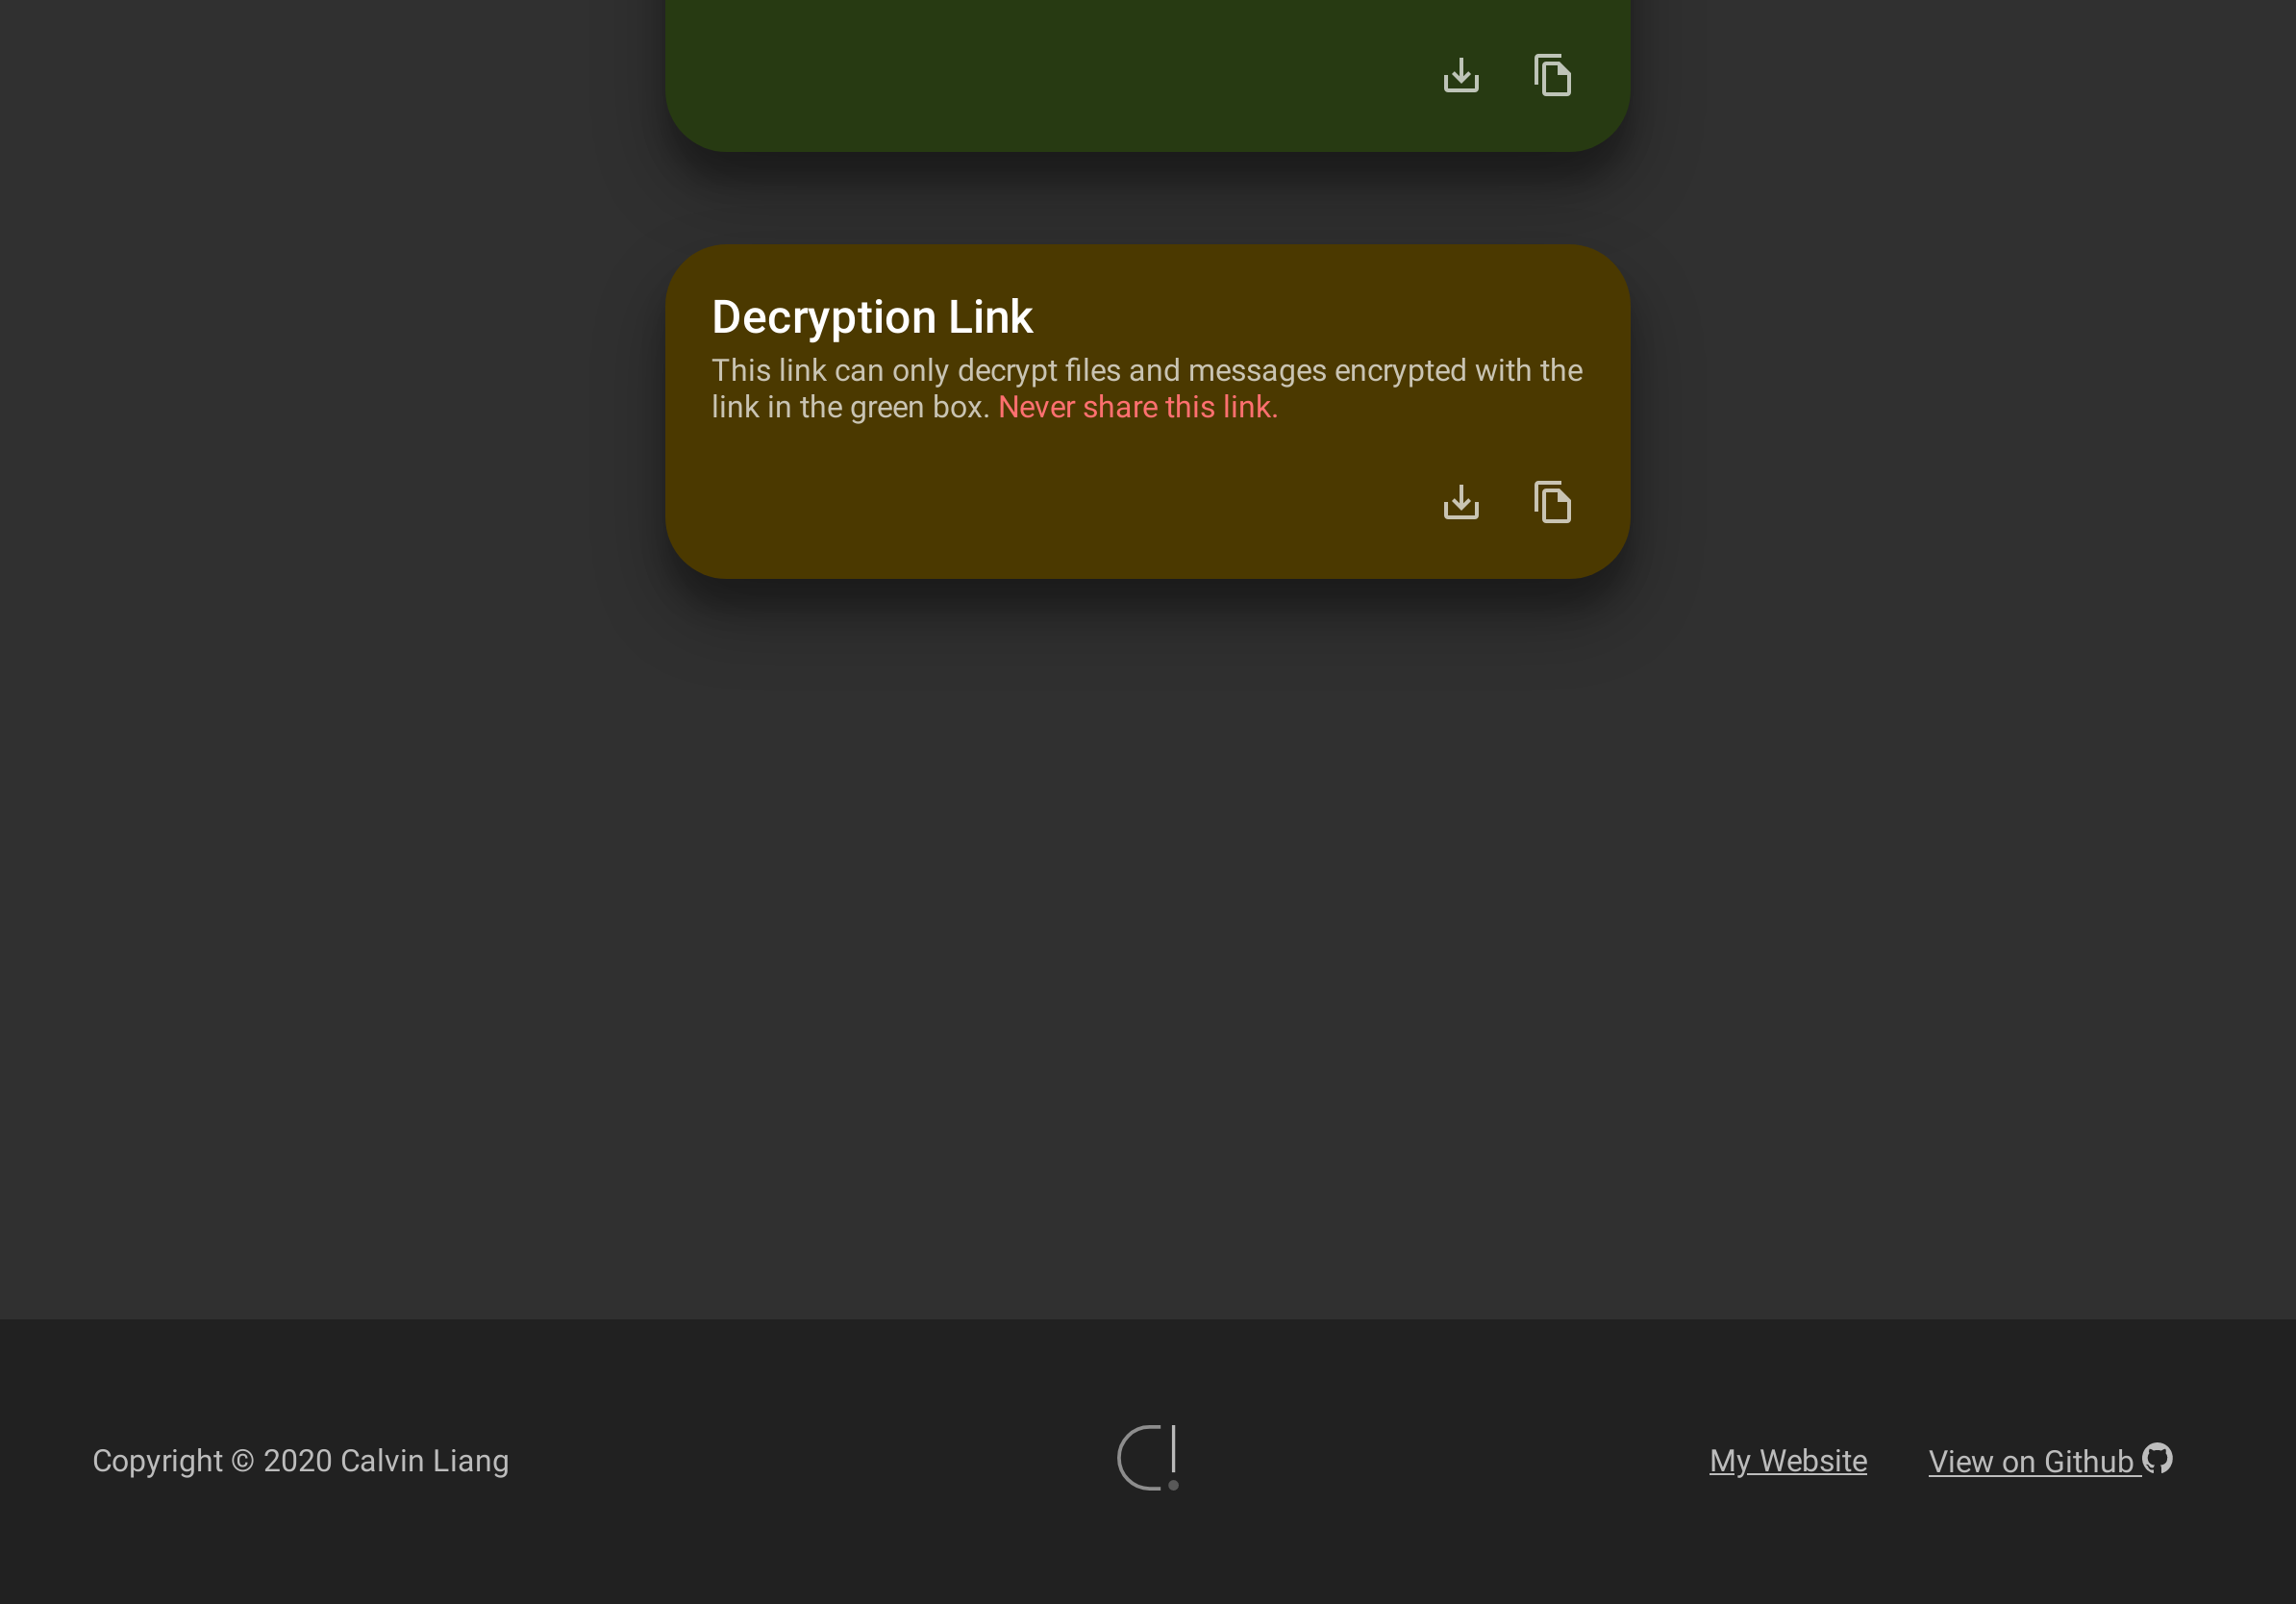 Decryption Link
This link can only decrypt files and messages encrypted with the
link in the green box. Never share this link.
Copyright © 2020 Calvin Liang
My Website
View on Github